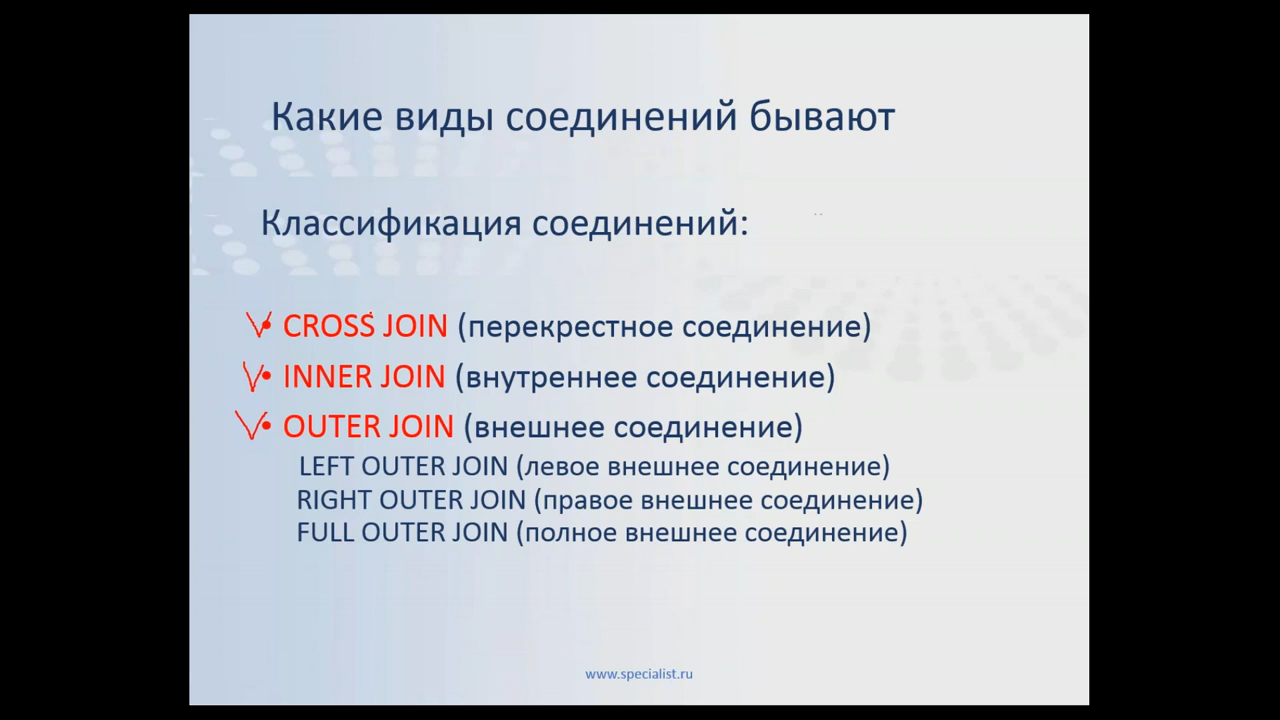 Какие виды соединений бывают
Классификация соединений:
• CROSS JOIN (перекрестное соединение)
• INNER JOIN (внутреннее соединение)
• OUTER JOIN (внешнее соединение)
LEFT OUTER JOIN (левое внешнее соединение)
RIGHT OUTER JOIN (правое внешнее соединение)
FULL OUTER JOIN (полное внешнее соединение)
www.specialist.ru